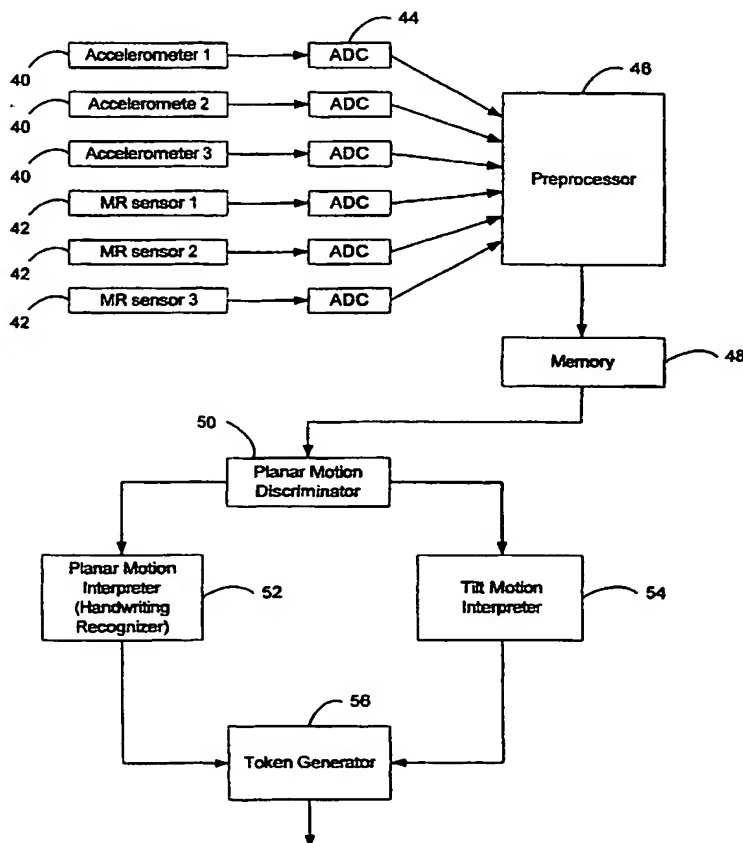 44
Accelerometer 1
ADC
40
46
Acceleromete 2
ADC
40
Accelerometer 3
ADC
40
Preprocessor
MR sensor 1
ADC
42
MR sensor 2
ADC
42
MR sensor 3
ADC
42
Memory
48
50
Planar Motion
Discriminator
Planar Motion
Interpreter
(Handwriting
Recognizer)
52
Tilt Motion
Interpreter
54
56
Token Generator